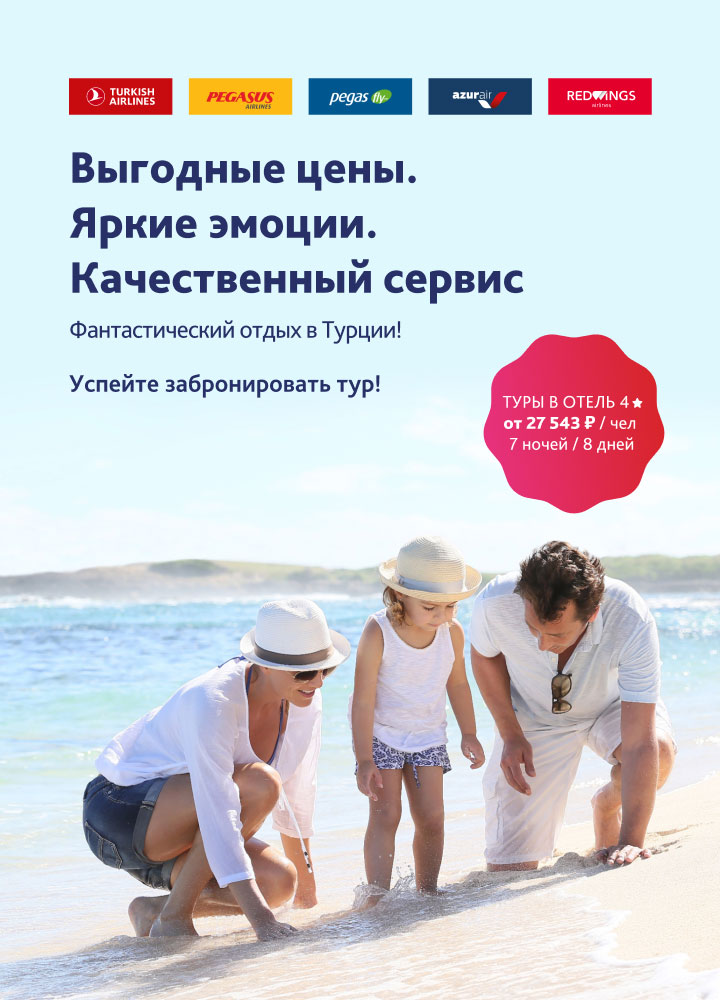 TURKISH
AIRLINES
PEGASUS
AIRLINES
pegas fly
azurair
REDWINGS
airlines
Выгодные цены.
Яркие эмоции.
Качественный сервис
Фантастический отдых в Турции!
Успейте забронировать тур!
ТУРЫ В ОТЕЛЬ 4★
от 27 543 ₽ / чел
7 ночей / 8 дней